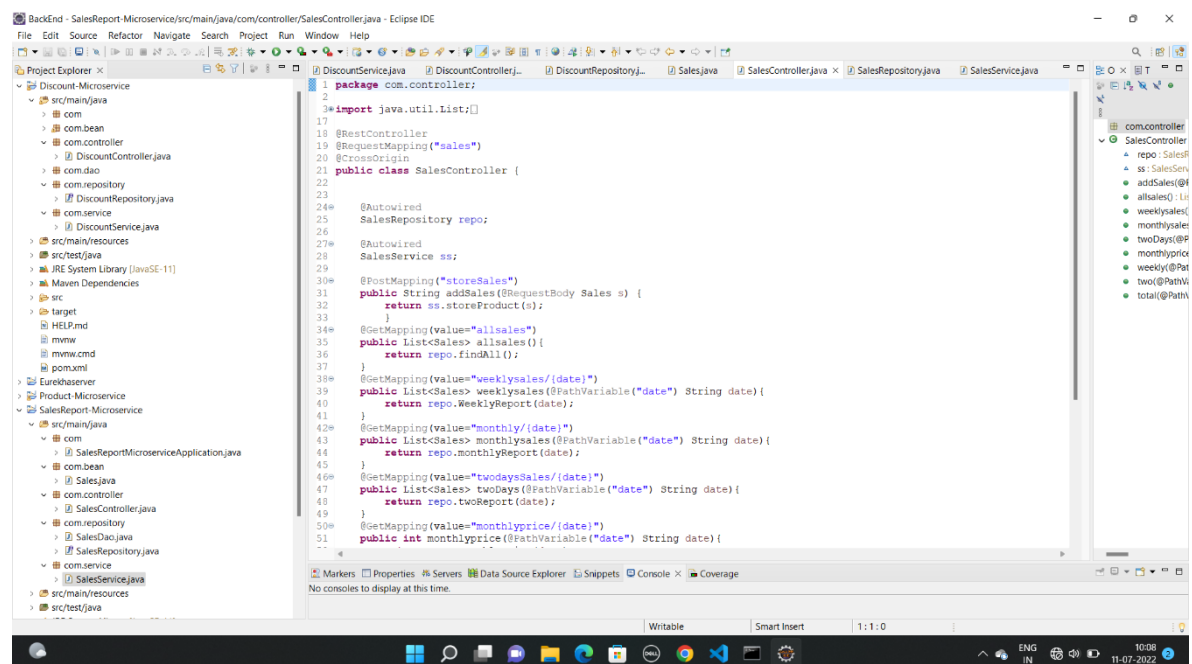 BackEnd - SalesReport-Microservice/src/main/java/com/controller/SalesController.java - Eclipse IDE
File Edit Source Refactor Navigate Search Project Run Window Help
Project Explorer
Discount-Microservice
src/main/java
com
com.bean
com.controller
DiscountController.java
com.dao
com.repository
DiscountRepository.java
com.service
DiscountService.java
src/main/resources
src/test/java
JRE System Library [JavaSE-11]
Maven Dependencies
src
target
HELP.md
mvnw
mvnw.cmd
pom.xml
Eurekhaserver
Product-Microservice
SalesReport-Microservice
src/main/java
com
SalesReportMicroserviceApplication.java
com.bean
Sales.java
com.controller
SalesController.java
com.repository
SalesDao.java
SalesRepository.java
com.service
SalesService.java
src/main/resources
src/test/java
DiscountService.java DiscountController.j... DiscountRepository.j... Sales.java SalesController.java SalesRepository.java SalesService.java
1 package com.controller;
2
3 import java.util.List;
17
18 @RestController
19 @RequestMapping("sales")
20 @CrossOrigin
21 public class SalesController {
22
23
24 @Autowired
25 SalesRepository repo;
26
27 @Autowired
28 SalesService ss;
29
30 @PostMapping("storeSales")
31 public String addSales(@RequestBody Sales s) {
32 return ss.storeProduct(s);
33 }
34 @GetMapping(value="allsales")
35 public List<Sales> allsales(){
36 return repo.findAll();
37 }
38 @GetMapping(value="weeklysales/{date}")
39 public List<Sales> weeklysales(@PathVariable("date") String date){
40 return repo.WeeklyReport(date);
41 }
42 @GetMapping(value="monthly/{date}")
43 public List<Sales> monthlysales(@PathVariable("date") String date){
44 return repo.monthlyReport(date);
45 }
46 @GetMapping(value="twodaysSales/{date}")
47 public List<Sales> twoDays(@PathVariable("date") String date){
48 return repo.twoReport(date);
49 }
50 @GetMapping(value="monthlyprice/{date}")
51 public int monthlyprice(@PathVariable("date") String date){
O T
com.controller
SalesController
repo : SalesR
ss : SalesServ
addSales(@R
allsales() : Lis
weeklysales(
monthlysales
twoDays(@P
monthlyprice
weekly(@Pat
two(@PathVa
total(@PathV
Markers Properties Servers Data Source Explorer Snippets Console Coverage
No consoles to display at this time.
Writable Smart Insert 1 : 1 : 0
ENG
IN
10:08
11-07-2022
2